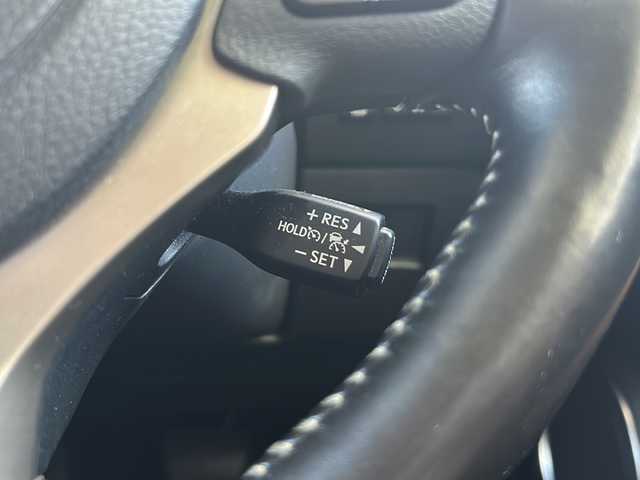 + RES ▲
HOLD / ◀
− SET ▼